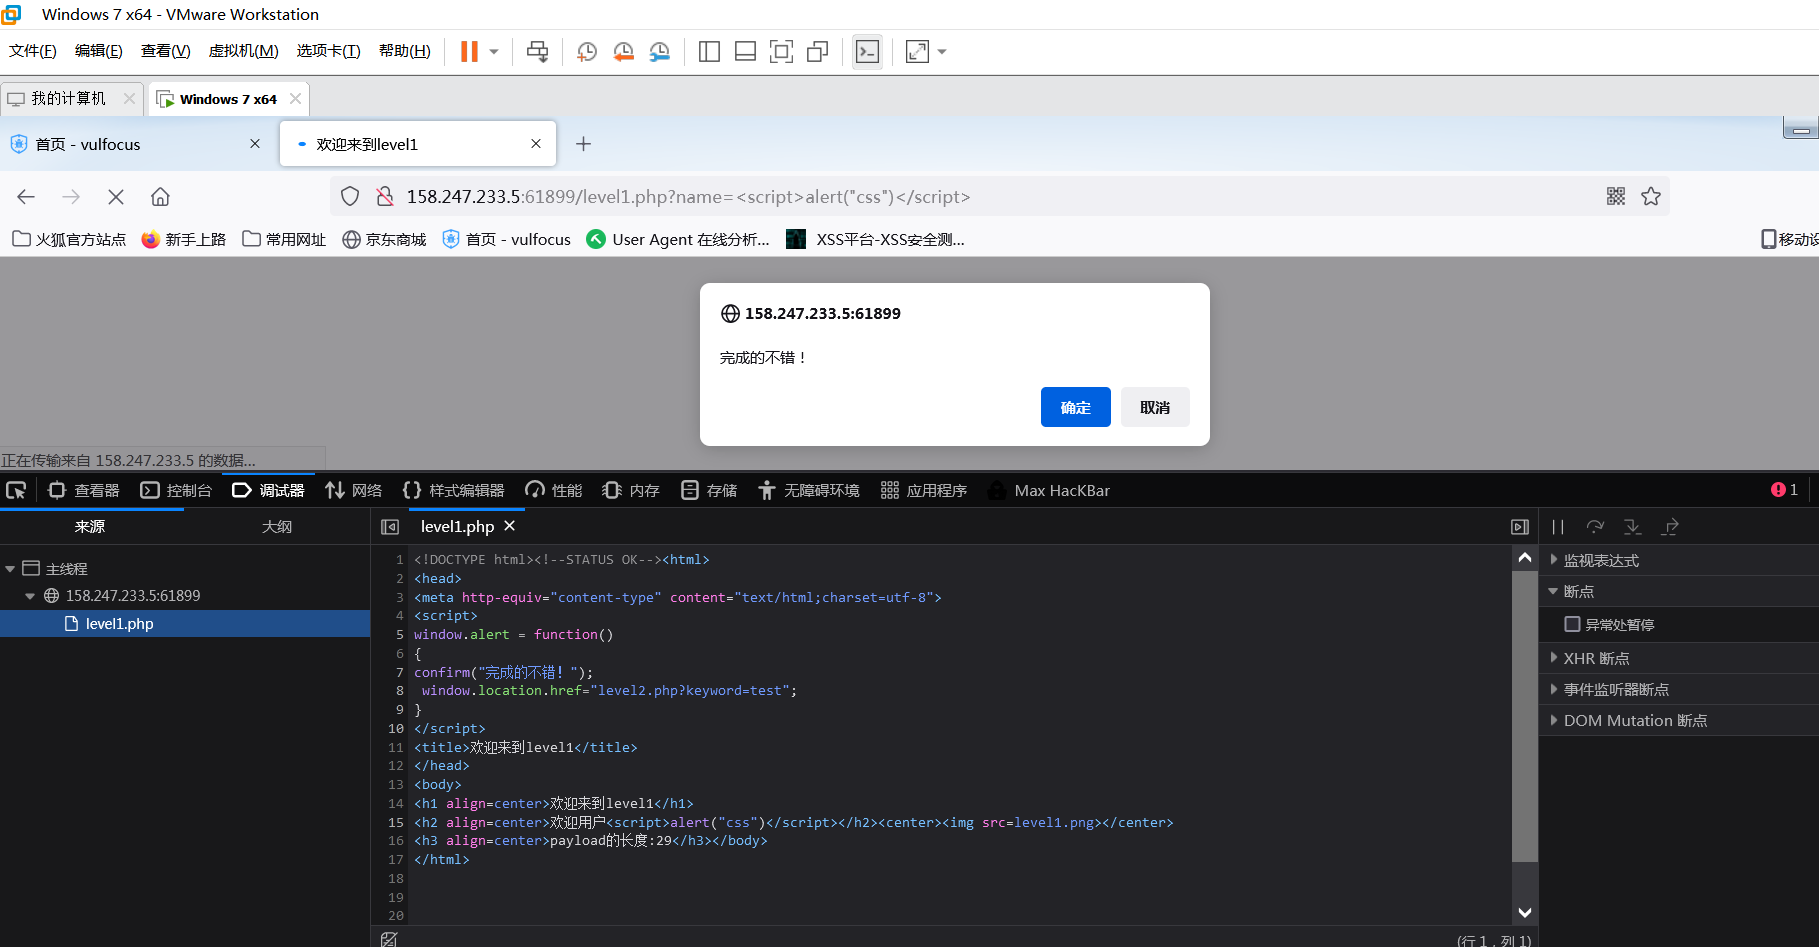 Windows 7 x64 - VMware Workstation
文件(F) 编辑(E) 查看(V) 虚拟机(M) 选项卡(T) 帮助(H)
我的计算机 Windows 7 x64
首页 - vulfocus 欢迎来到level1
158.247.233.5:61899/level1.php?name=<script>alert("css")</script>
火狐官方站点 新手上路 常用网址 京东商城 首页 - vulfocus User Agent 在线分析... XSS平台-XSS安全测... 移动设
158.247.233.5:61899
完成的不错！
确定 取消
正在传输来自 158.247.233.5 的数据...
查看器 控制台 调试器 网络 样式编辑器 性能 内存 存储 无障碍环境 应用程序 Max HacKBar 1
来源 大纲 level1.php
主线程
158.247.233.5:61899
level1.php
1 <!DOCTYPE html><!--STATUS OK--><html>
2 <head>
3 <meta http-equiv="content-type" content="text/html;charset=utf-8">
4 <script>
5 window.alert = function()
6 {
7 confirm("完成的不错！");
8  window.location.href="level2.php?keyword=test";
9 }
10 </script>
11 <title>欢迎来到level1</title>
12 </head>
13 <body>
14 <h1 align=center>欢迎来到level1</h1>
15 <h2 align=center>欢迎用户<script>alert("css")</script></h2><center><img src=level1.png></center>
16 <h3 align=center>payload的长度:29</h3></body>
17 </html>
18
19
20
监视表达式
断点
异常处暂停
XHR 断点
事件监听器断点
DOM Mutation 断点
(行 1，列 1)